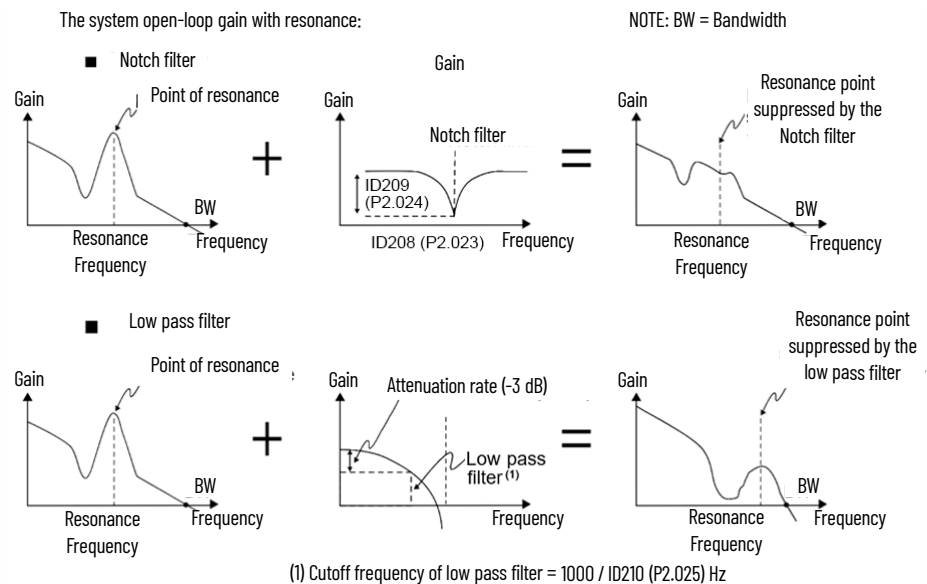 The system open-loop gain with resonance:
NOTE: BW = Bandwidth
■ Notch filter
Gain
Gain
Point of resonance
BW
Resonance
Frequency
Frequency
+
Notch filter
ID209
(P2.024)
ID208 (P2.023)
Frequency
=
Gain
Resonance point
suppressed by the
Notch filter
BW
Resonance
Frequency
Frequency
■ Low pass filter
Gain
Point of resonance
BW
Resonance
Frequency
Frequency
+
Gain
Attenuation rate (-3 dB)
Low pass
filter(1)
Frequency
=
Gain
Resonance point
suppressed by the
low pass filter
BW
Resonance
Frequency
Frequency
(1) Cutoff frequency of low pass filter = 1000 / ID210 (P2.025) Hz